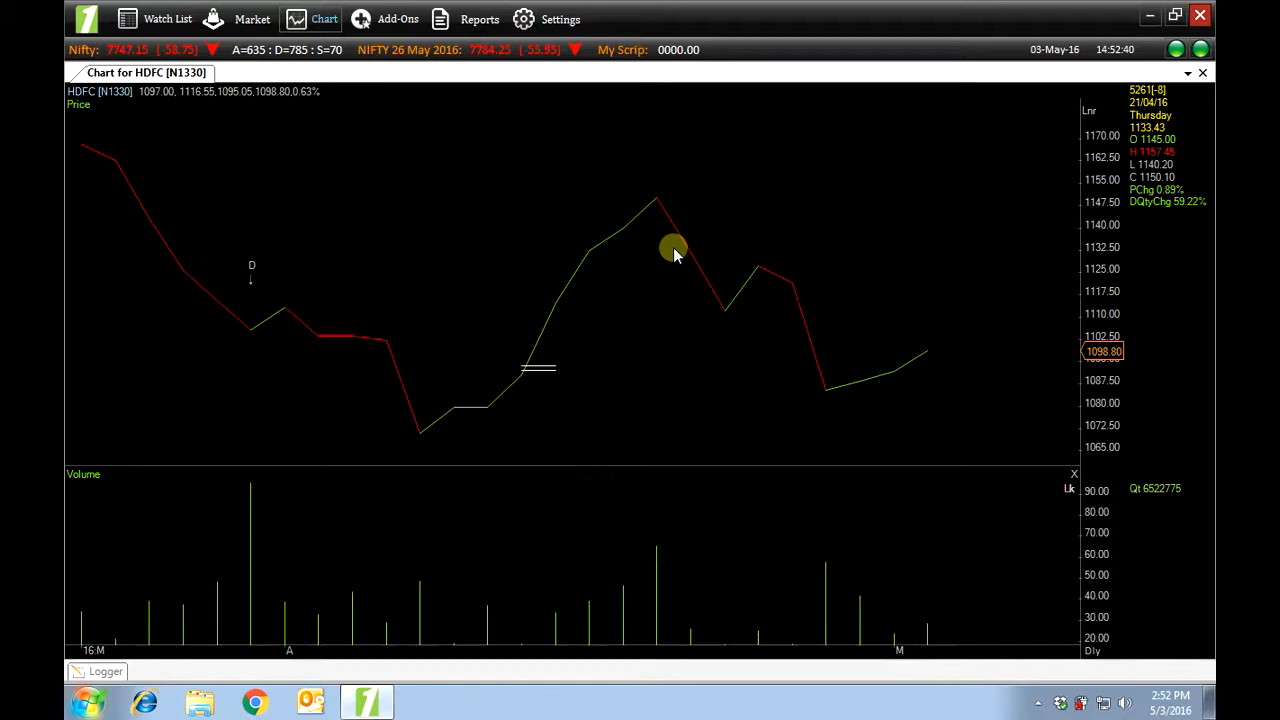 Watch List Market Chart Add-Ons Reports Settings
Nifty: 7747.15 [-58.75] A=635 : D=785 : S=70 NIFTY 26 May 2016: 7784.25 [-55.95] My Scrip: 0000.00 03-May-16 14:52:40
Chart for HDFC [N1330]
HDFC [N1330] 1097.00, 1116.55,1095.05,1098.80,0.63%
Price
Lnr
5261[-8]
21/04/16
Thursday
1133.43
O 1145.00
H 1157.45
L 1140.20
C 1150.10
PChg 0.89%
DQtyChg 59.22%
1170.00
1162.50
1155.00
1147.50
1140.00
1132.50
1125.00
1117.50
1110.00
1102.50
1098.80
1087.50
1080.00
1072.50
1065.00
D
Volume
X
Lk
Qt 6522775
90.00
80.00
70.00
60.00
50.00
40.00
30.00
20.00
16:M A M Dly
Logger
2:52 PM
5/3/2016